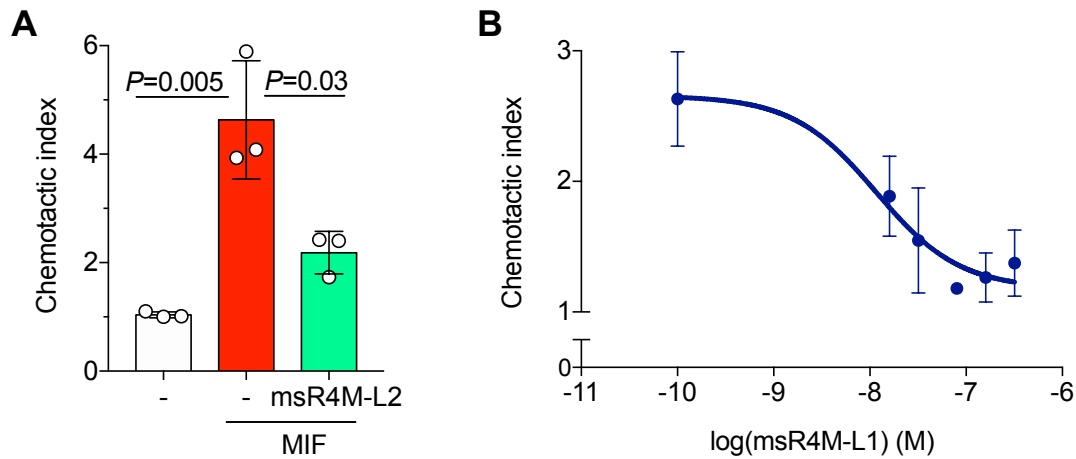 A
Chemotactic index
6
4
2
0
P=0.005
P=0.03
- - msR4M-L2
MIF
B
Chemotactic index
3
2
1
0
-11 -10 -9 -8 -7 -6
log(msR4M-L1) (M)